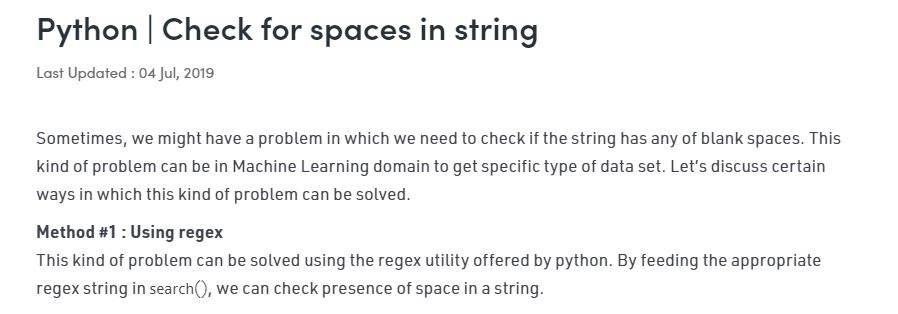 Python | Check for spaces in string
Last Updated : 04 Jul, 2019
Sometimes, we might have a problem in which we need to check if the string has any of blank spaces. This
kind of problem can be in Machine Learning domain to get specific type of data set. Let's discuss certain
ways in which this kind of problem can be solved.
Method #1 : Using regex
This kind of problem can be solved using the regex utility offered by python. By feeding the appropriate
regex string in search(), we can check presence of space in a string.